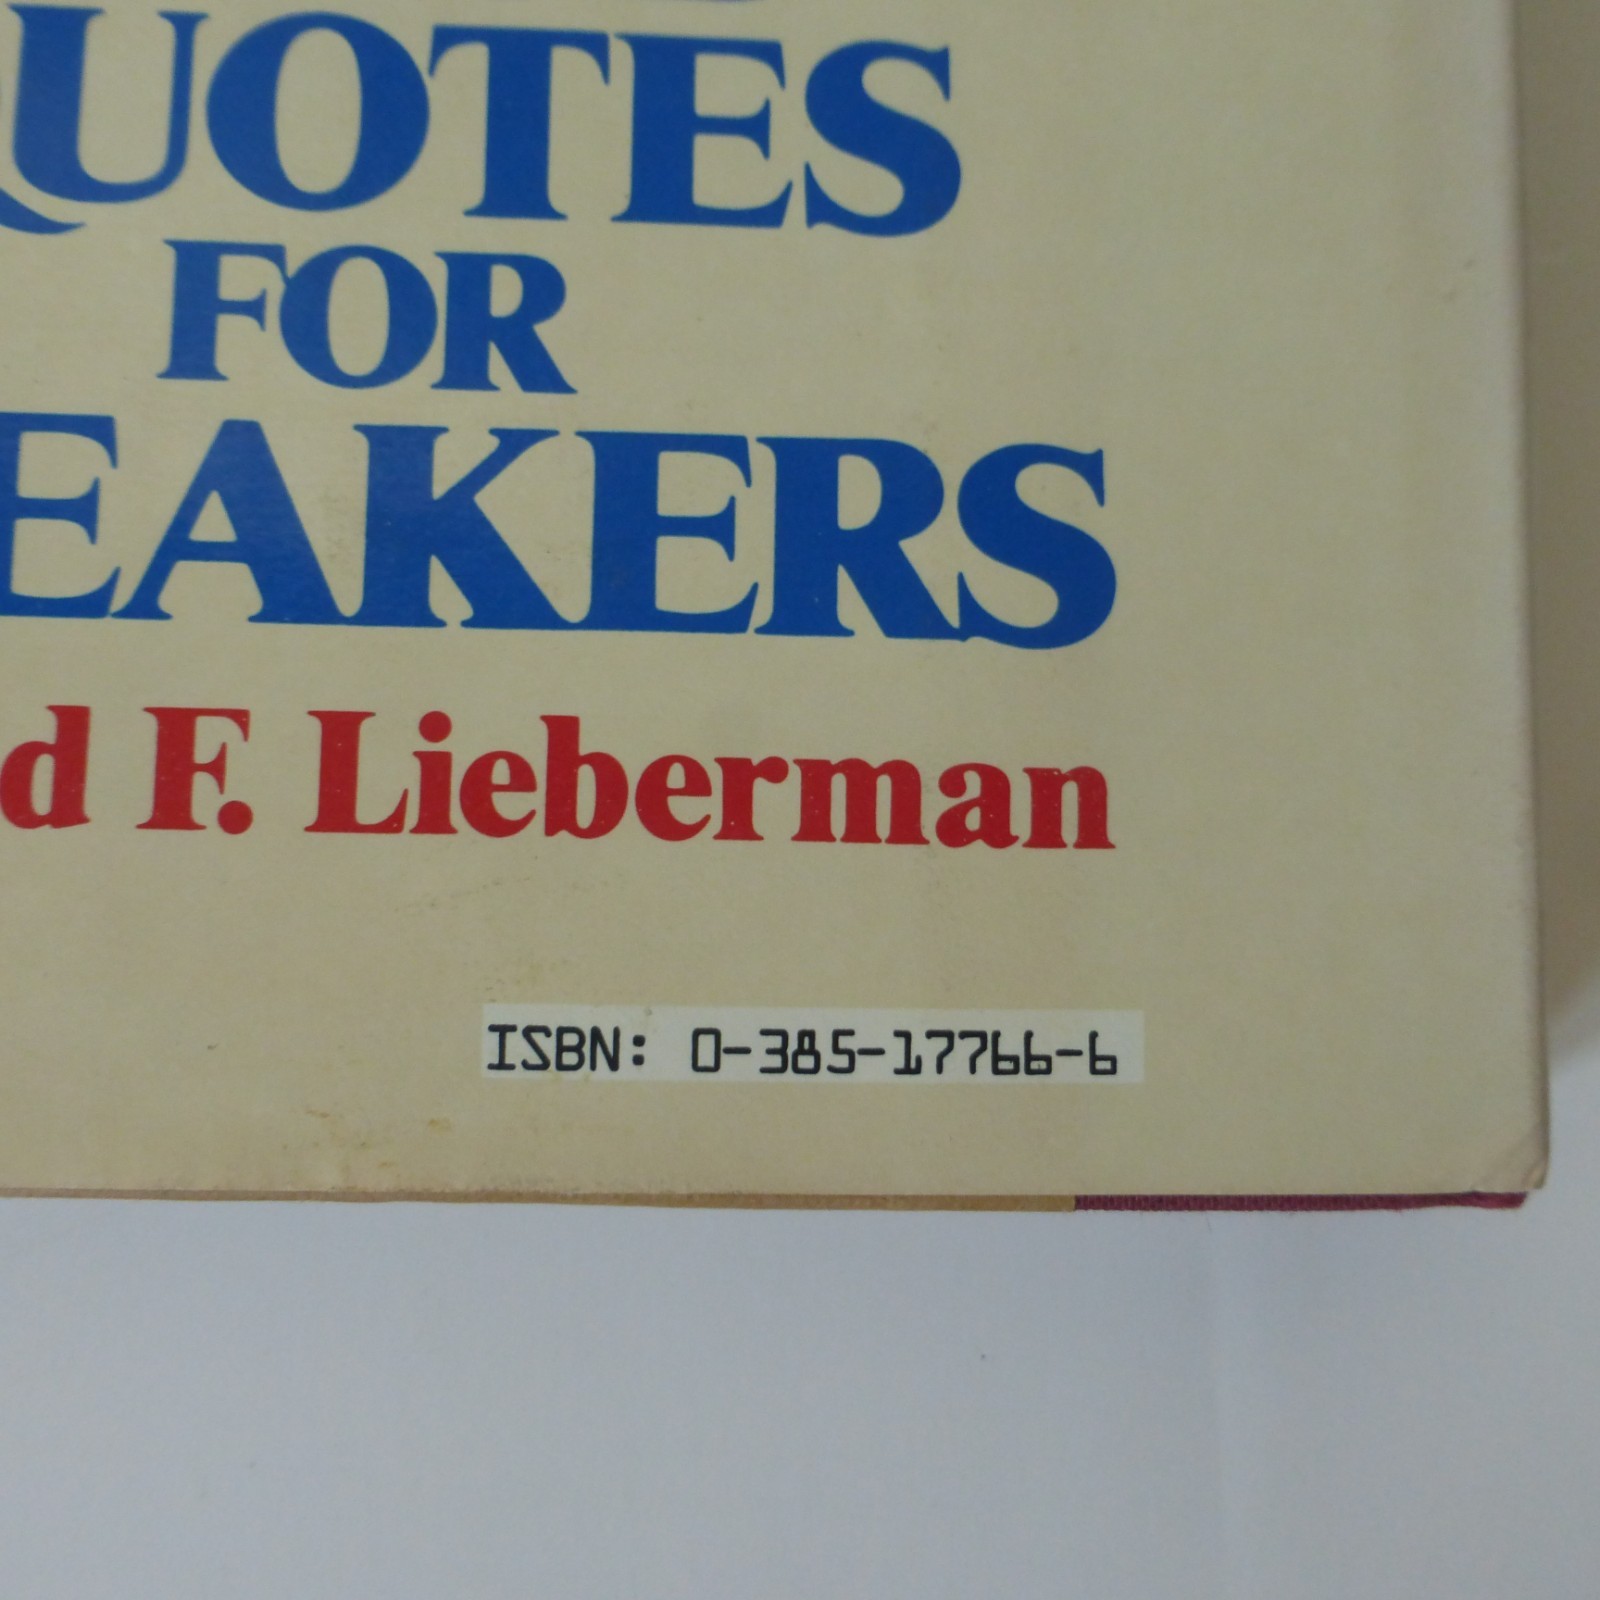 QUOTES
FOR
EAKERS
d F. Lieberman
ISBN: 0-385-17766-6